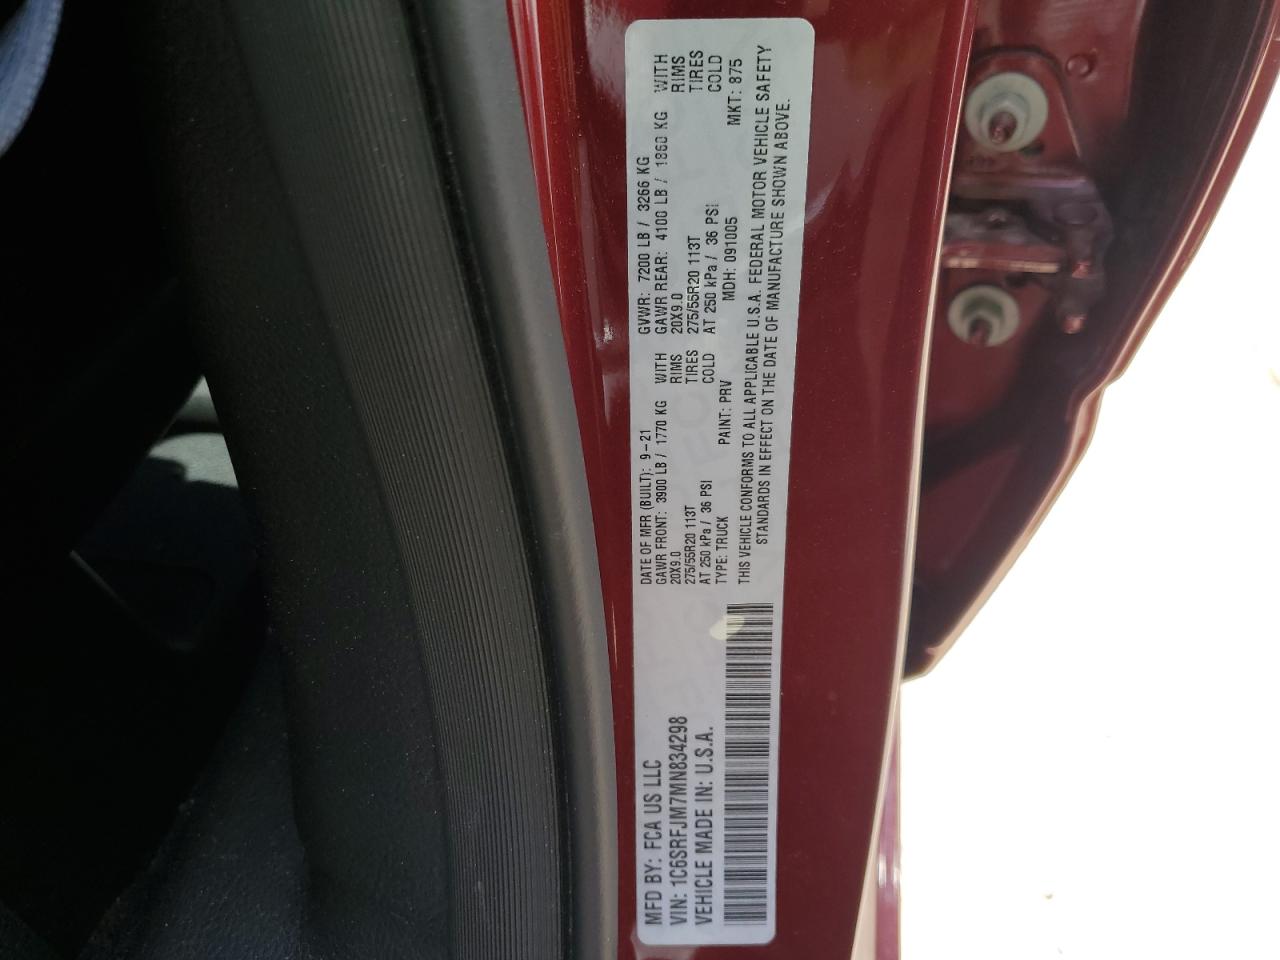 MFD BY: FCA US LLC
VIN: 1C6SRFJM7MN834298
VEHICLE MADE IN: U.S.A.
DATE OF MFR (BUILT): 9-21 GVWR: 7200 LB / 3266 KG
GAWR FRONT: 3900 LB / 1770 KG WITH GAWR REAR: 4100 LB / 1860 KG WITH
20X9.0 RIMS 20X9.0 RIMS
275/55R20 113T TIRES 275/55R20 113T TIRES
AT 250 kPa / 36 PSI COLD AT 250 kPa / 36 PSI COLD
TYPE: TRUCK PAINT: PRV MDH: 091005 MKT: 875
THIS VEHICLE CONFORMS TO ALL APPLICABLE U.S.A. FEDERAL MOTOR VEHICLE SAFETY
STANDARDS IN EFFECT ON THE DATE OF MANUFACTURE SHOWN ABOVE.